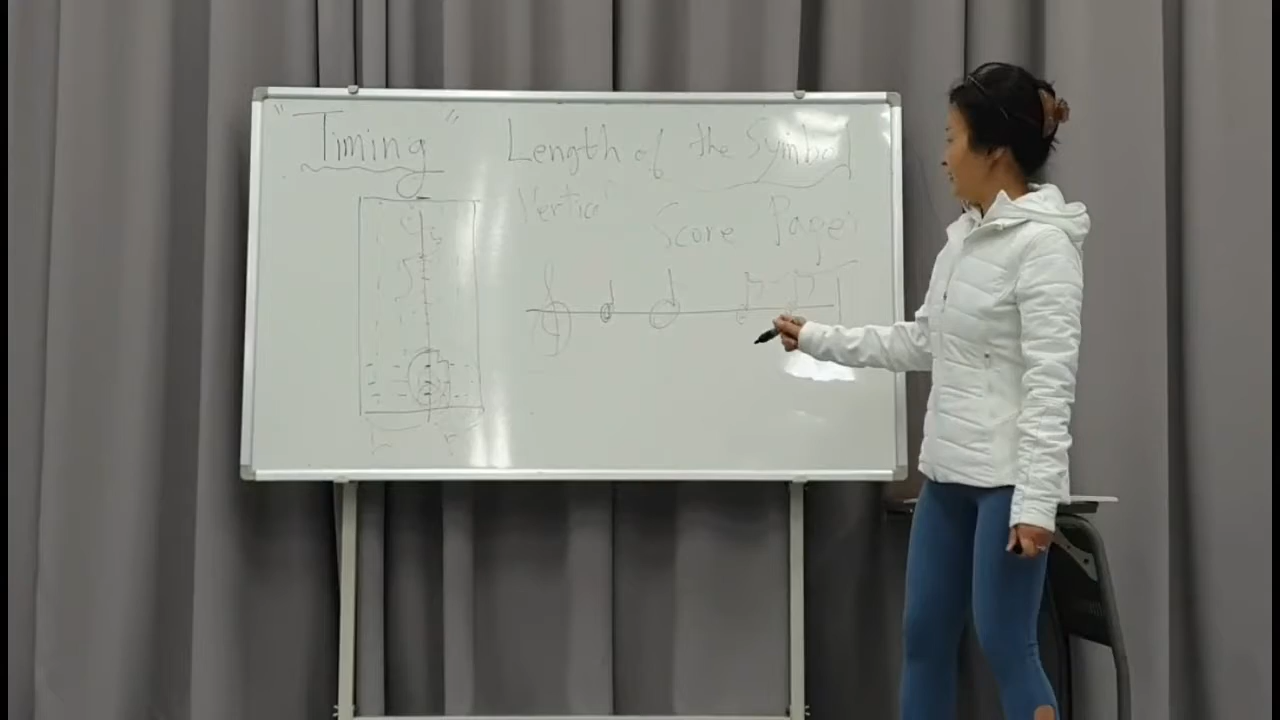 "Timing"
Length of the Symbol
Vertical
Score Paper
L r